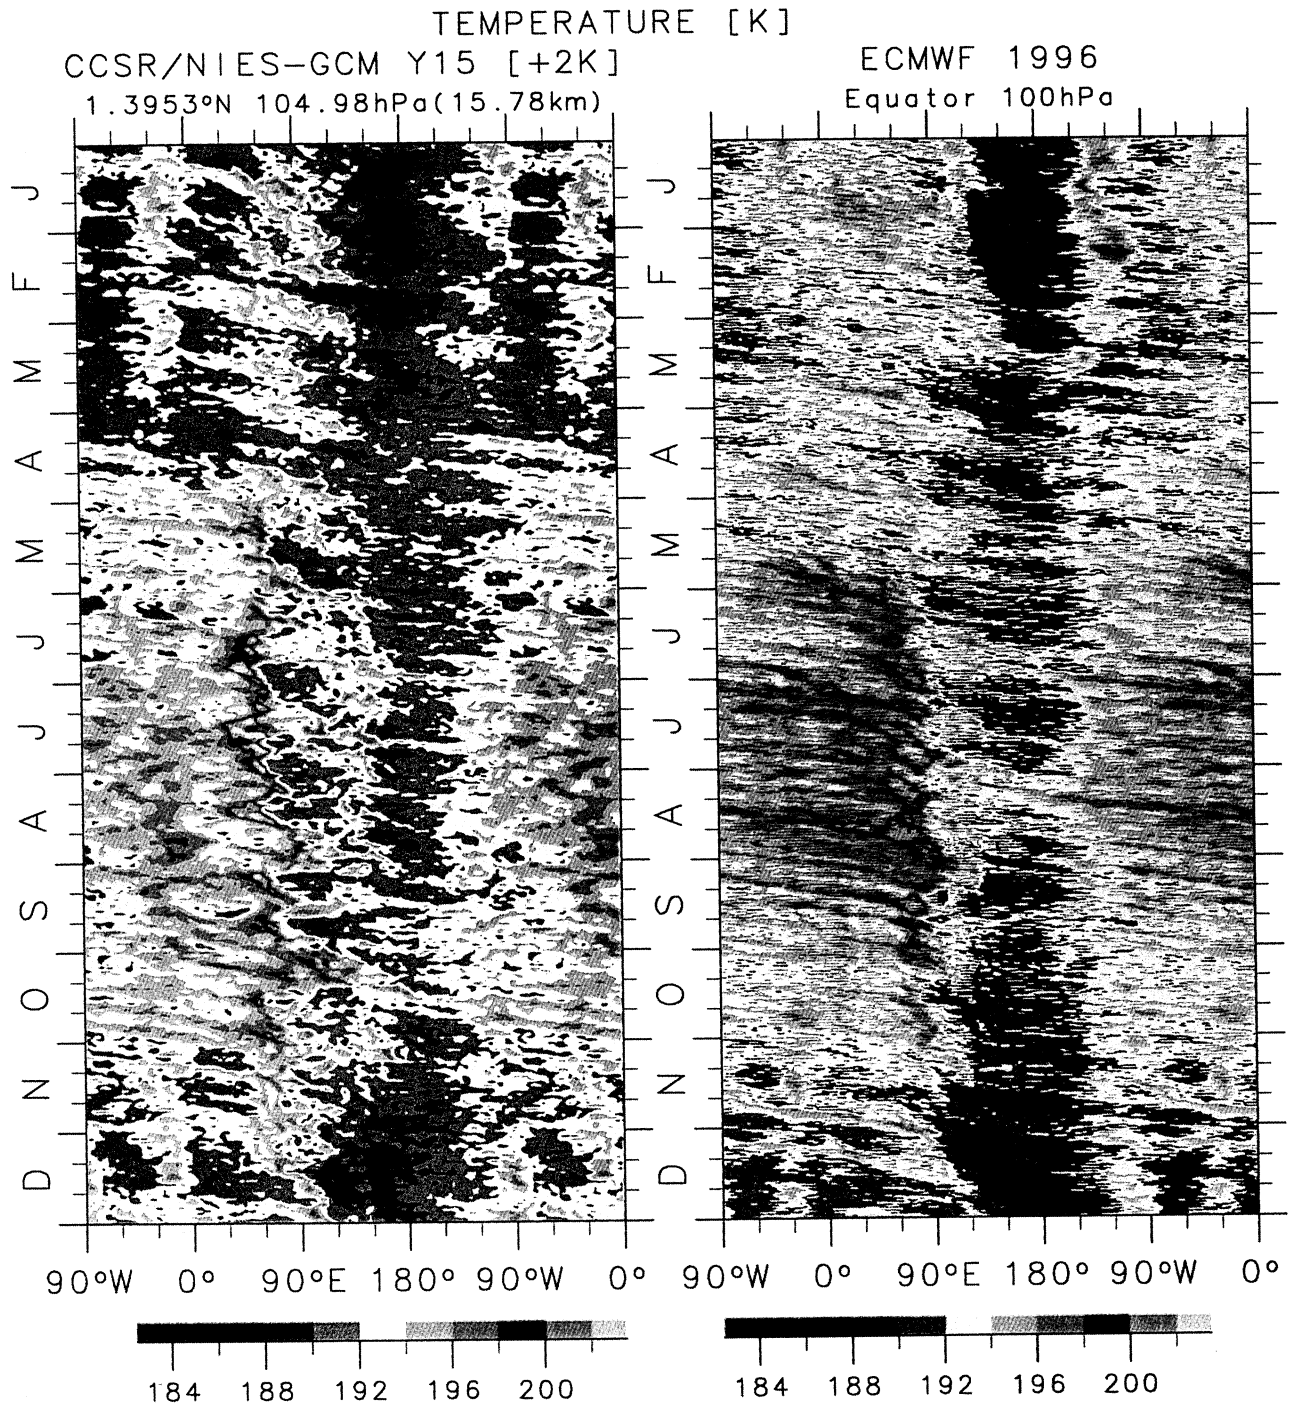 TEMPERATURE [K]
CCSR/NIES-GCM Y15 [+2K]
1.3953°N 104.98hPa(15.78km)
J
F
M
A
M
J
J
A
S
O
N
D
90°W 0° 90°E 180° 90°W 0°
184 188 192 196 200
ECMWF 1996
Equator 100hPa
J
F
M
A
M
J
J
A
S
O
N
D
90°W 0° 90°E 180° 90°W 0°
184 188 192 196 200